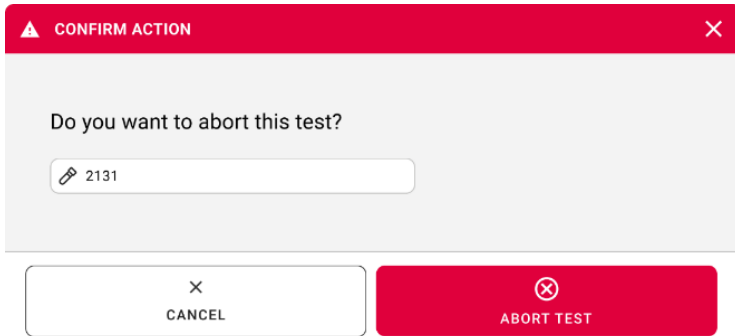 CONFIRM ACTION
Do you want to abort this test?
2131
CANCEL
ABORT TEST